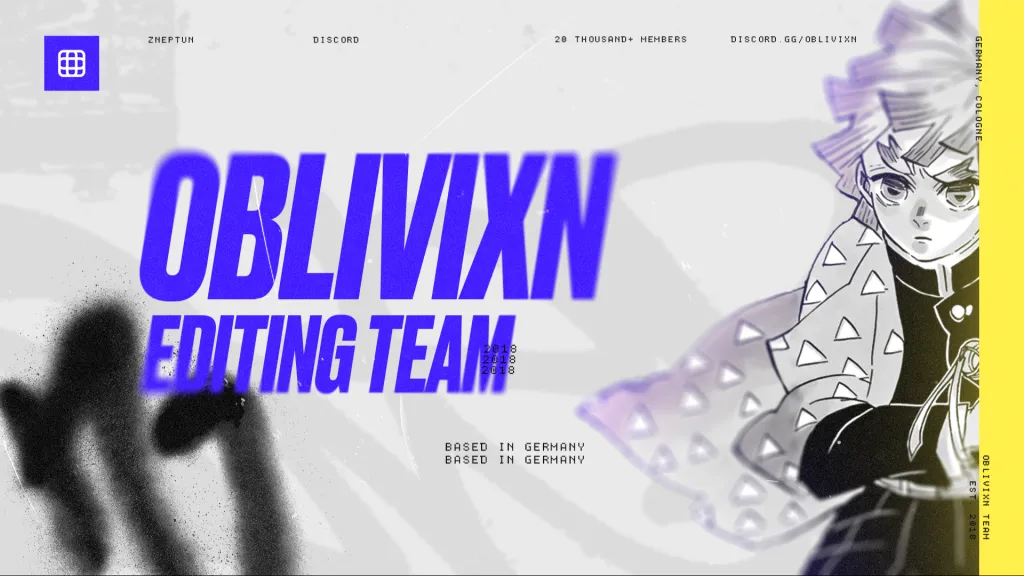 ZNEPTUN
DISCORD
20 THOUSAND+ MEMBERS
DISCORD.GG/OBLIVIXN
GERMANY, COLOGNE
OBLIVIXN
EDITING TEAM
2018
2018
2018
BASED IN GERMANY
BASED IN GERMANY
OBLIVIXN TEAM
EST 2018